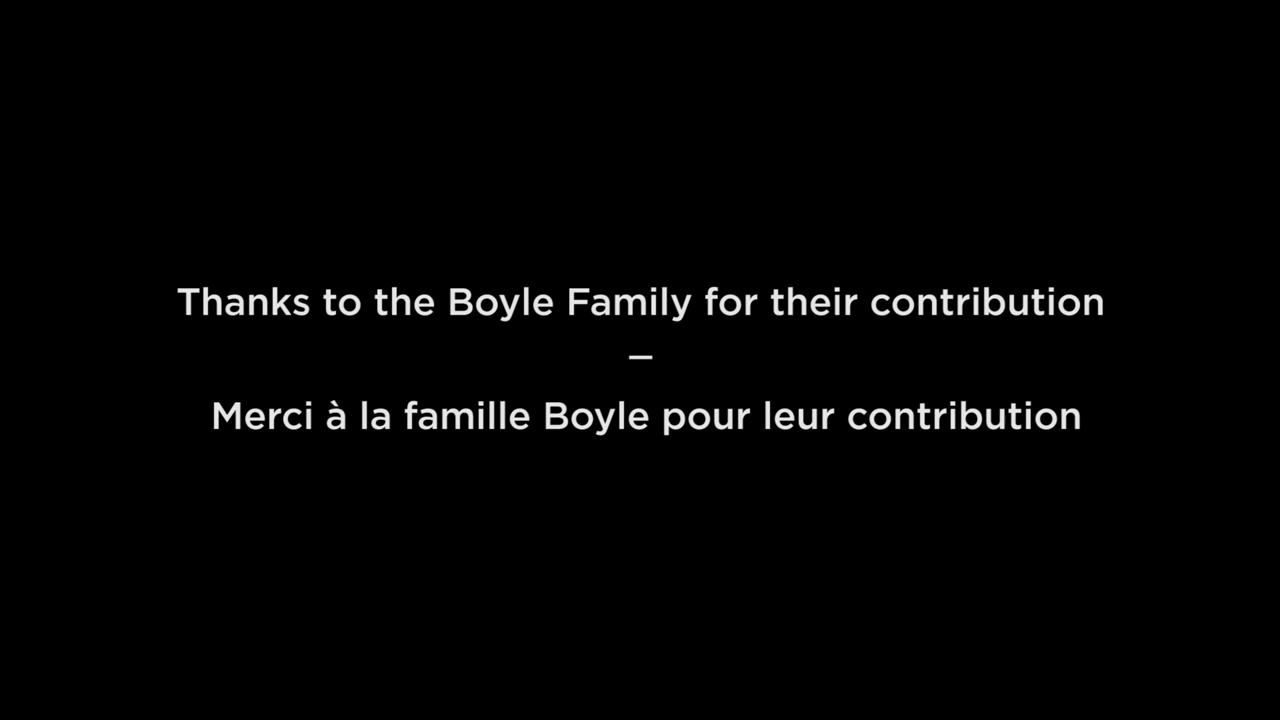 Thanks to the Boyle Family for their contribution
–
Merci à la famille Boyle pour leur contribution